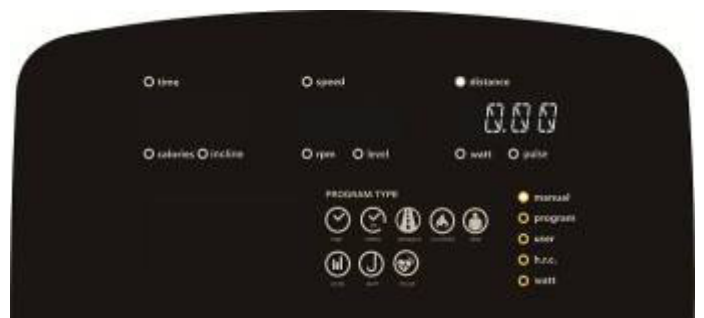 time speed distance
0.00
calories incline rpm level watt pulse
PROGRAM TYPE
manual
program
user
h.r.c.
watt